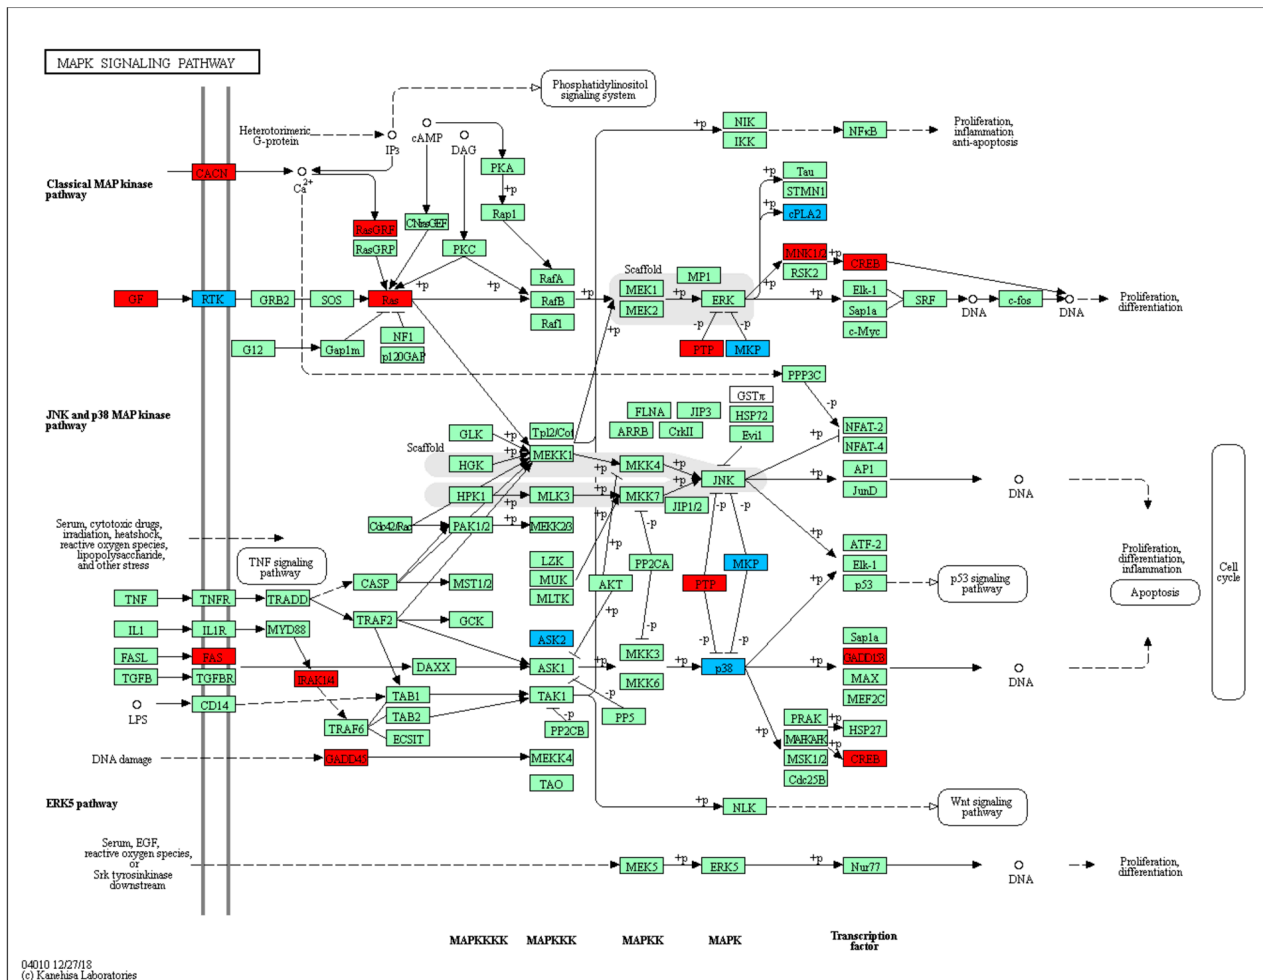 MAPK SIGNALING PATHWAY
Phosphatidylinositol
signaling system
Heterotorimeric
G-protein
IP3
cAMP
DAG
Ca2+
CACN
Classical MAP kinase
pathway
PKA
+p
Rap1
RasGRF
CNrasGEF
RasGRP
PKC
NIK
IKK
+p
NFκB
Proliferation,
inflammation
anti-apoptosis
Tau
STMN1
cPLA2
+p
+p
MNK1/2
+p
CREB
RSK2
+p
GF
RTK
GRB2
SOS
Ras
+p
+p
RafA
RafB
Raf1
+p
+p
Scaffold
MEK1
MEK2
MP1
+p
ERK
+p
Elk-1
Sap1a
c-Myc
SRF
DNA
c-fos
DNA
Proliferation,
differentiation
G12
Gap1m
NF1
p120GAP
-p
-p
PTP
MKP
PPP3C
-p
JNK and p38 MAP kinase
pathway
Scaffold
GLK
HGK
HPK1
+p
+p
+p
Tpl2/Cot
MEKK1
MLK3
FLNA
JIP3
ARRB
CrkII
GSTπ
HSP72
Evi1
MKK4
MKK7
+p
+p
JNK
JIP1/2
NFAT-2
NFAT-4
+p
+p
AP1
JunD
DNA
Cdc42/Rac
PAK1/2
+p
+p
MEKK2/3
Serum, cytotoxic drugs,
irradiation, heatshock,
reactive oxygen species,
lipopolysaccharide,
and other stress
TNF signaling
pathway
LZK
MUK
MLTK
+p
AKT
+p
-p
PP2CA
-p
-p
-p
PTP
MKP
-p
-p
+p
ATF-2
Elk-1
p53
p53 signaling
pathway
Proliferation,
differentiation,
inflammation
Apoptosis
Cell
cycle
CASP
MST1/2
TNF
TNFR
TRADD
TRAF2
GCK
IL1
IL1R
MYD88
ASK2
FASL
FAS
DAXX
ASK1
+p
MKK3
MKK6
+p
p38
+p
+p
Sap1a
MAX
MEF2C
DNA
TGFB
TGFBR
IRAK1/4
LPS
CD14
TAB1
TAB2
ECSIT
TRAF6
TAK1
-p
PP2CB
-p
PP5
+p
PRAK
MSK1/2
Cdc25B
+p
+p
HSP27
CREB
DNA damage
GADD45
MEKK4
TAO
ERK5 pathway
+p
NLK
Wnt signaling
pathway
Serum, EGF,
reactive oxygen species,
or
Srk tyrosinkinase
downstream
MEK5
+p
ERK5
+p
Nur77
DNA
Proliferation,
differentiation
MAPKKKK
MAPKKK
MAPKK
MAPK
Transcription
factor
04010 12/27/18
(c) Kanehisa Laboratories